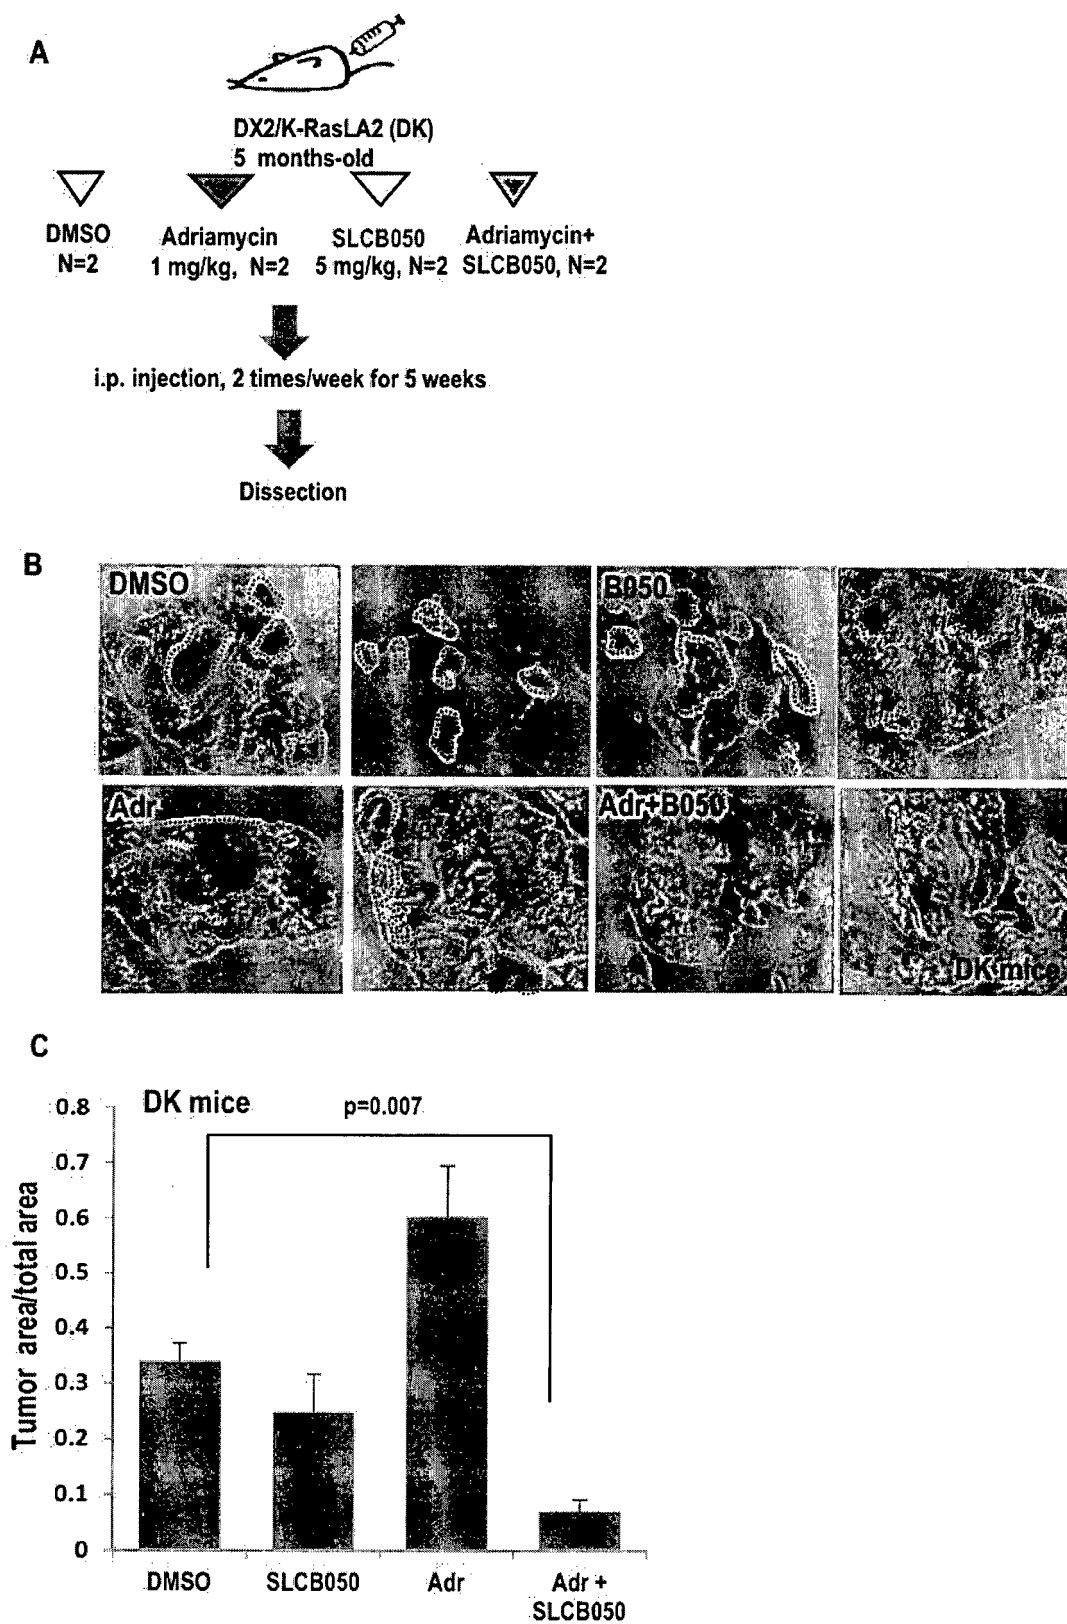 A
DX2/K-RasLA2 (DK)
5 months-old
DMSO
N=2
Adriamycin
1 mg/kg, N=2
SLCB050
5 mg/kg, N=2
Adriamycin+
SLCB050, N=2
i.p. injection, 2 times/week for 5 weeks
Dissection
B
DMSO
B050
Adr
Adr+B050
DK mice
C
DK mice
p=0.007
Tumor area/total area
0.8
0.7
0.6
0.5
0.4
0.3
0.2
0.1
0
DMSO
SLCB050
Adr
Adr +
SLCB050